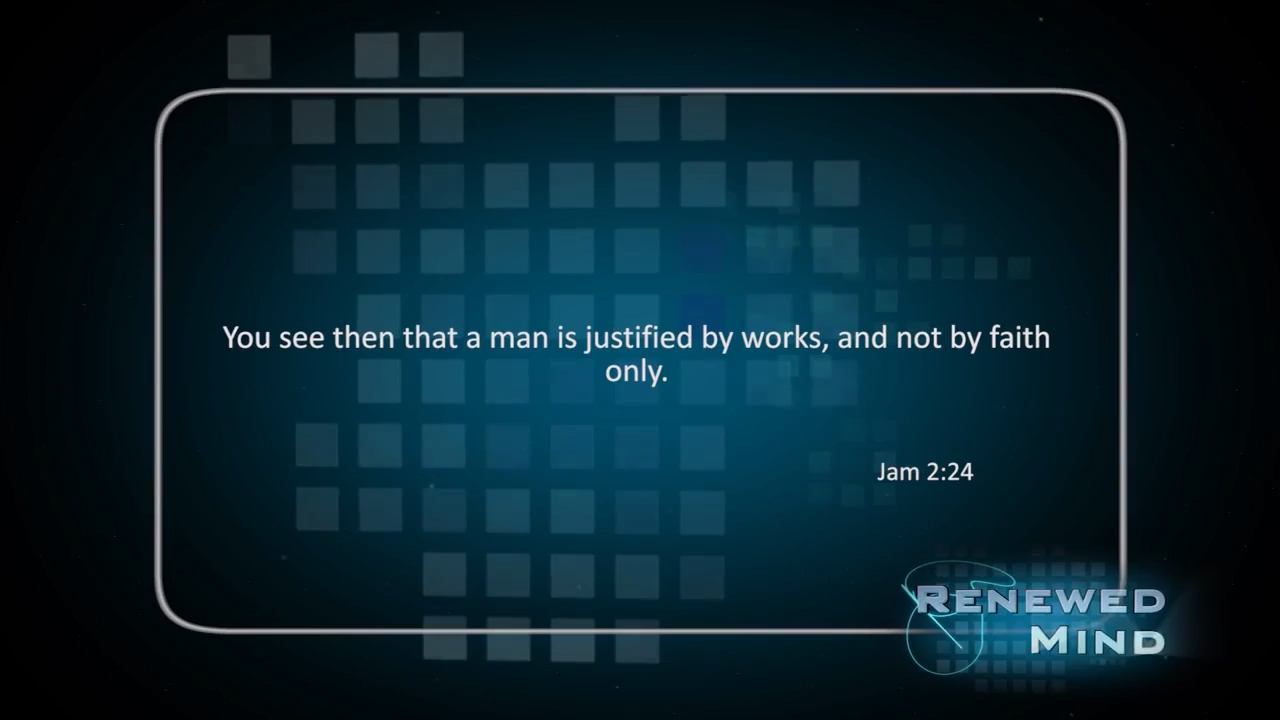 You see then that a man is justified by works, and not by faith
only.
Jam 2:24
RENEWED
MIND